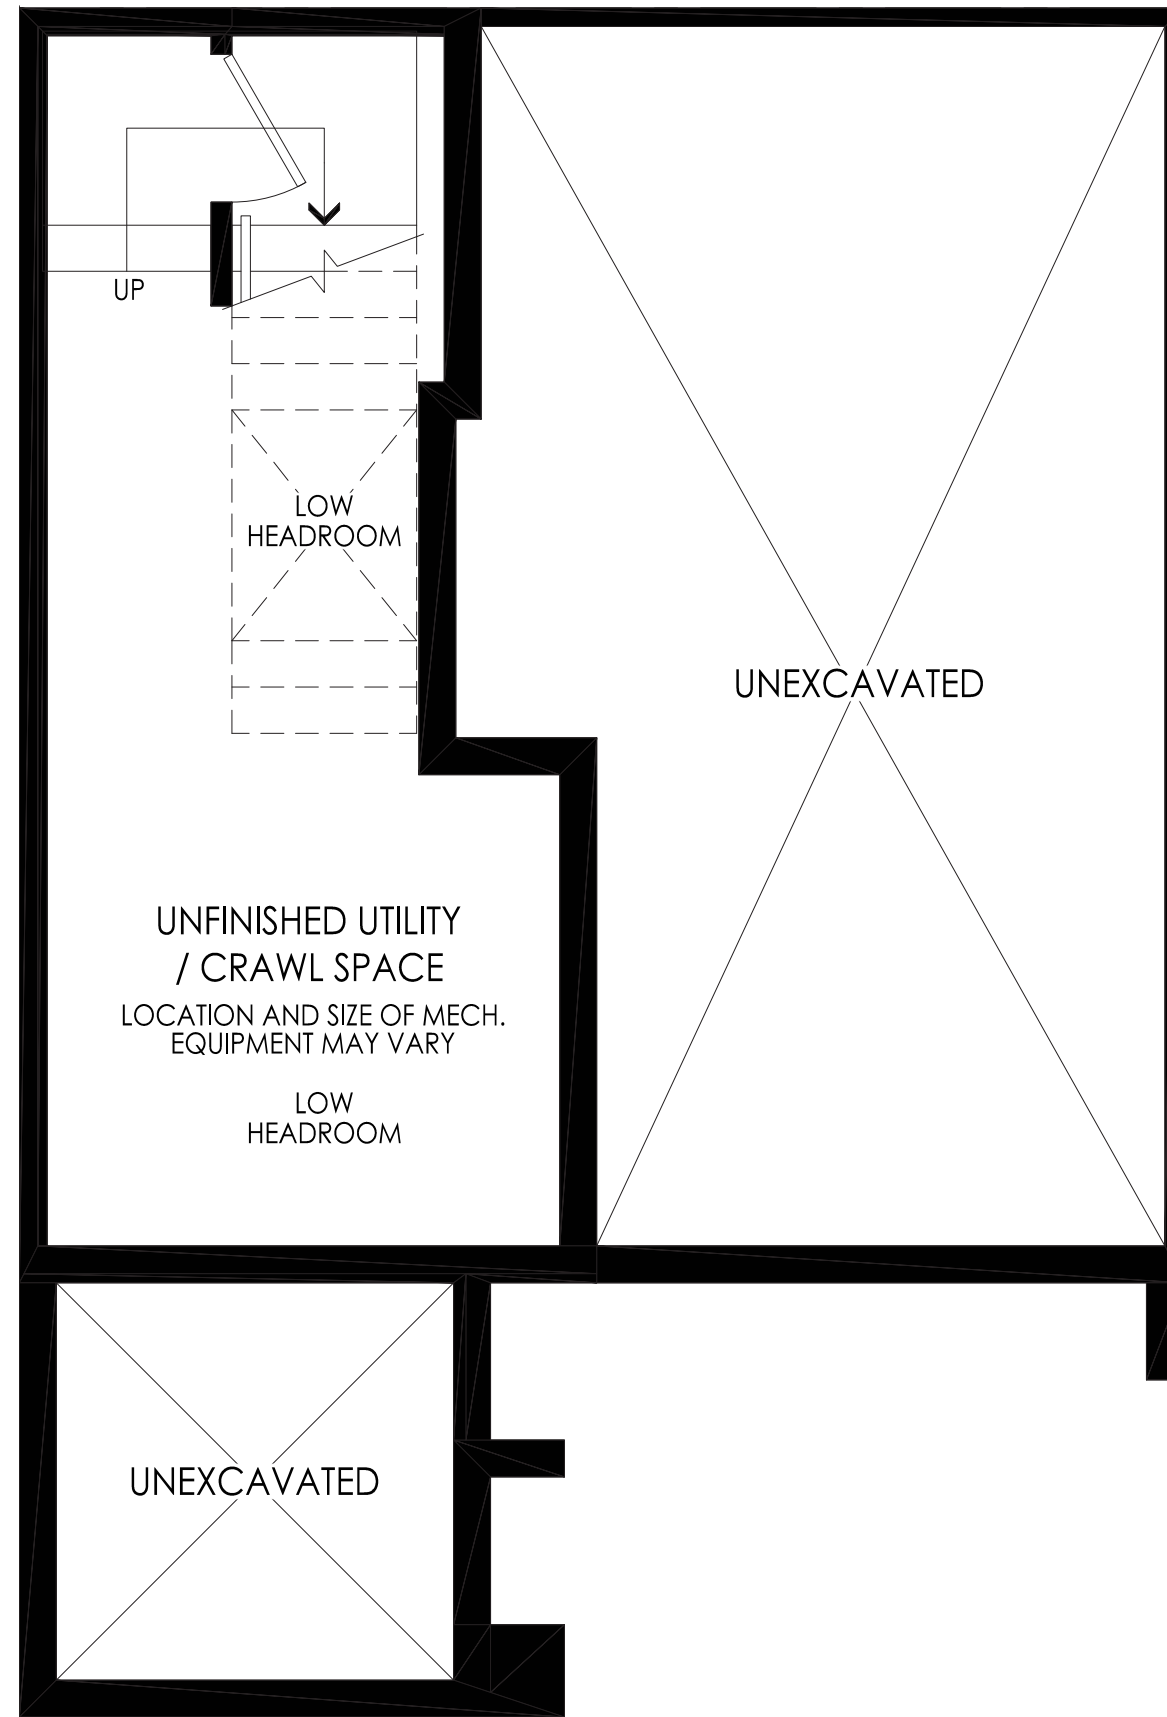 UP
LOW
HEADROOM
UNEXCAVATED
UNFINISHED UTILITY
/ CRAWL SPACE
LOCATION AND SIZE OF MECH.
EQUIPMENT MAY VARY
LOW
HEADROOM
UNEXCAVATED